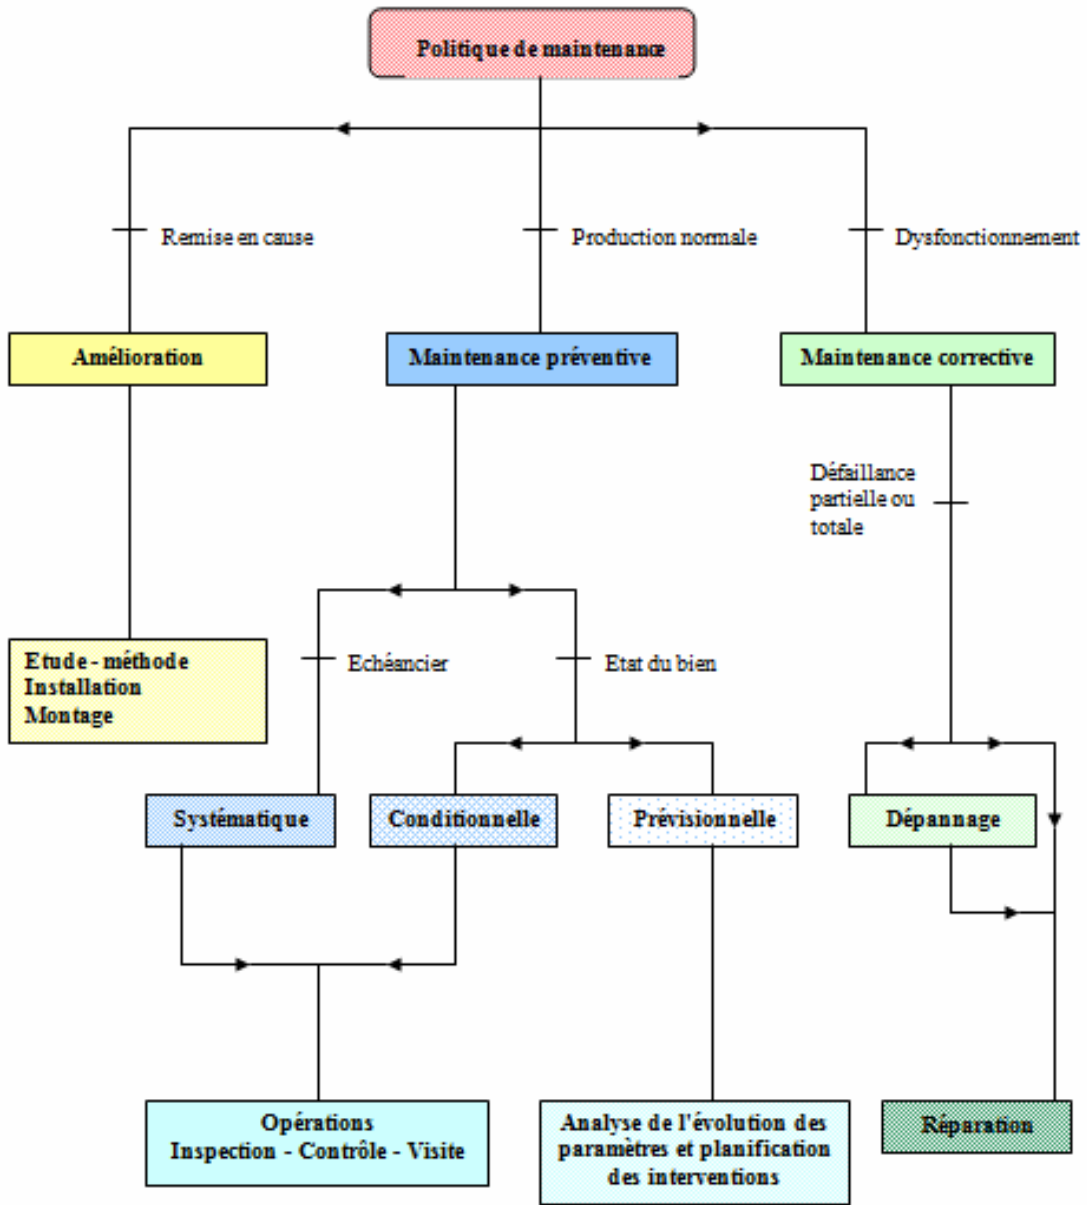 Politique de maintenance
Remise en cause
Production normale
Dysfonctionnement
Amélioration
Maintenance préventive
Maintenance corrective
Défaillance
partielle ou
totale
Etude - méthode
Installation
Montage
Echéancier
Etat du bien
Systématique
Conditionnelle
Prévisionnelle
Dépannage
Opérations
Inspection - Contrôle - Visite
Analyse de l'évolution des
paramètres et planification
des interventions
Réparation